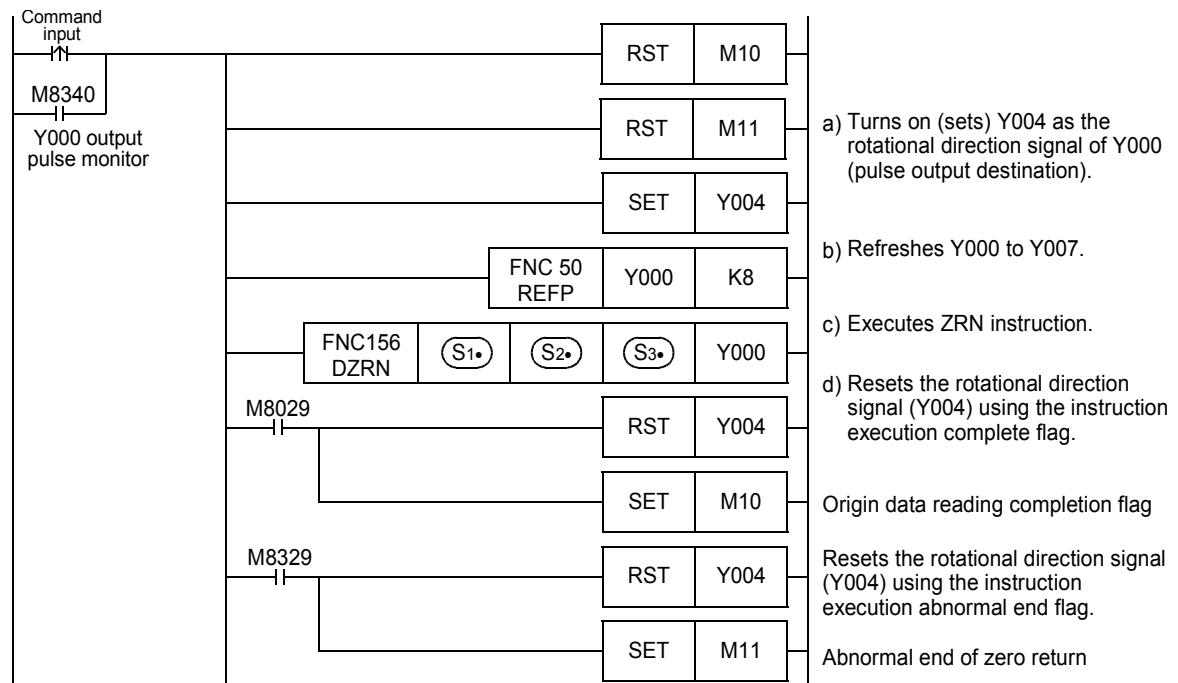 Command
input
RST M10
M8340
Y000 output
pulse monitor
RST M11
a) Turns on (sets) Y004 as the
rotational direction signal of Y000
(pulse output destination).
SET Y004
FNC 50
REFP
Y000 K8
b) Refreshes Y000 to Y007.
FNC156
DZRN
S1• S2• S3• Y000
c) Executes ZRN instruction.
M8029
RST Y004
d) Resets the rotational direction
signal (Y004) using the instruction
execution complete flag.
SET M10
Origin data reading completion flag
M8329
RST Y004
Resets the rotational direction signal
(Y004) using the instruction
execution abnormal end flag.
SET M11
Abnormal end of zero return